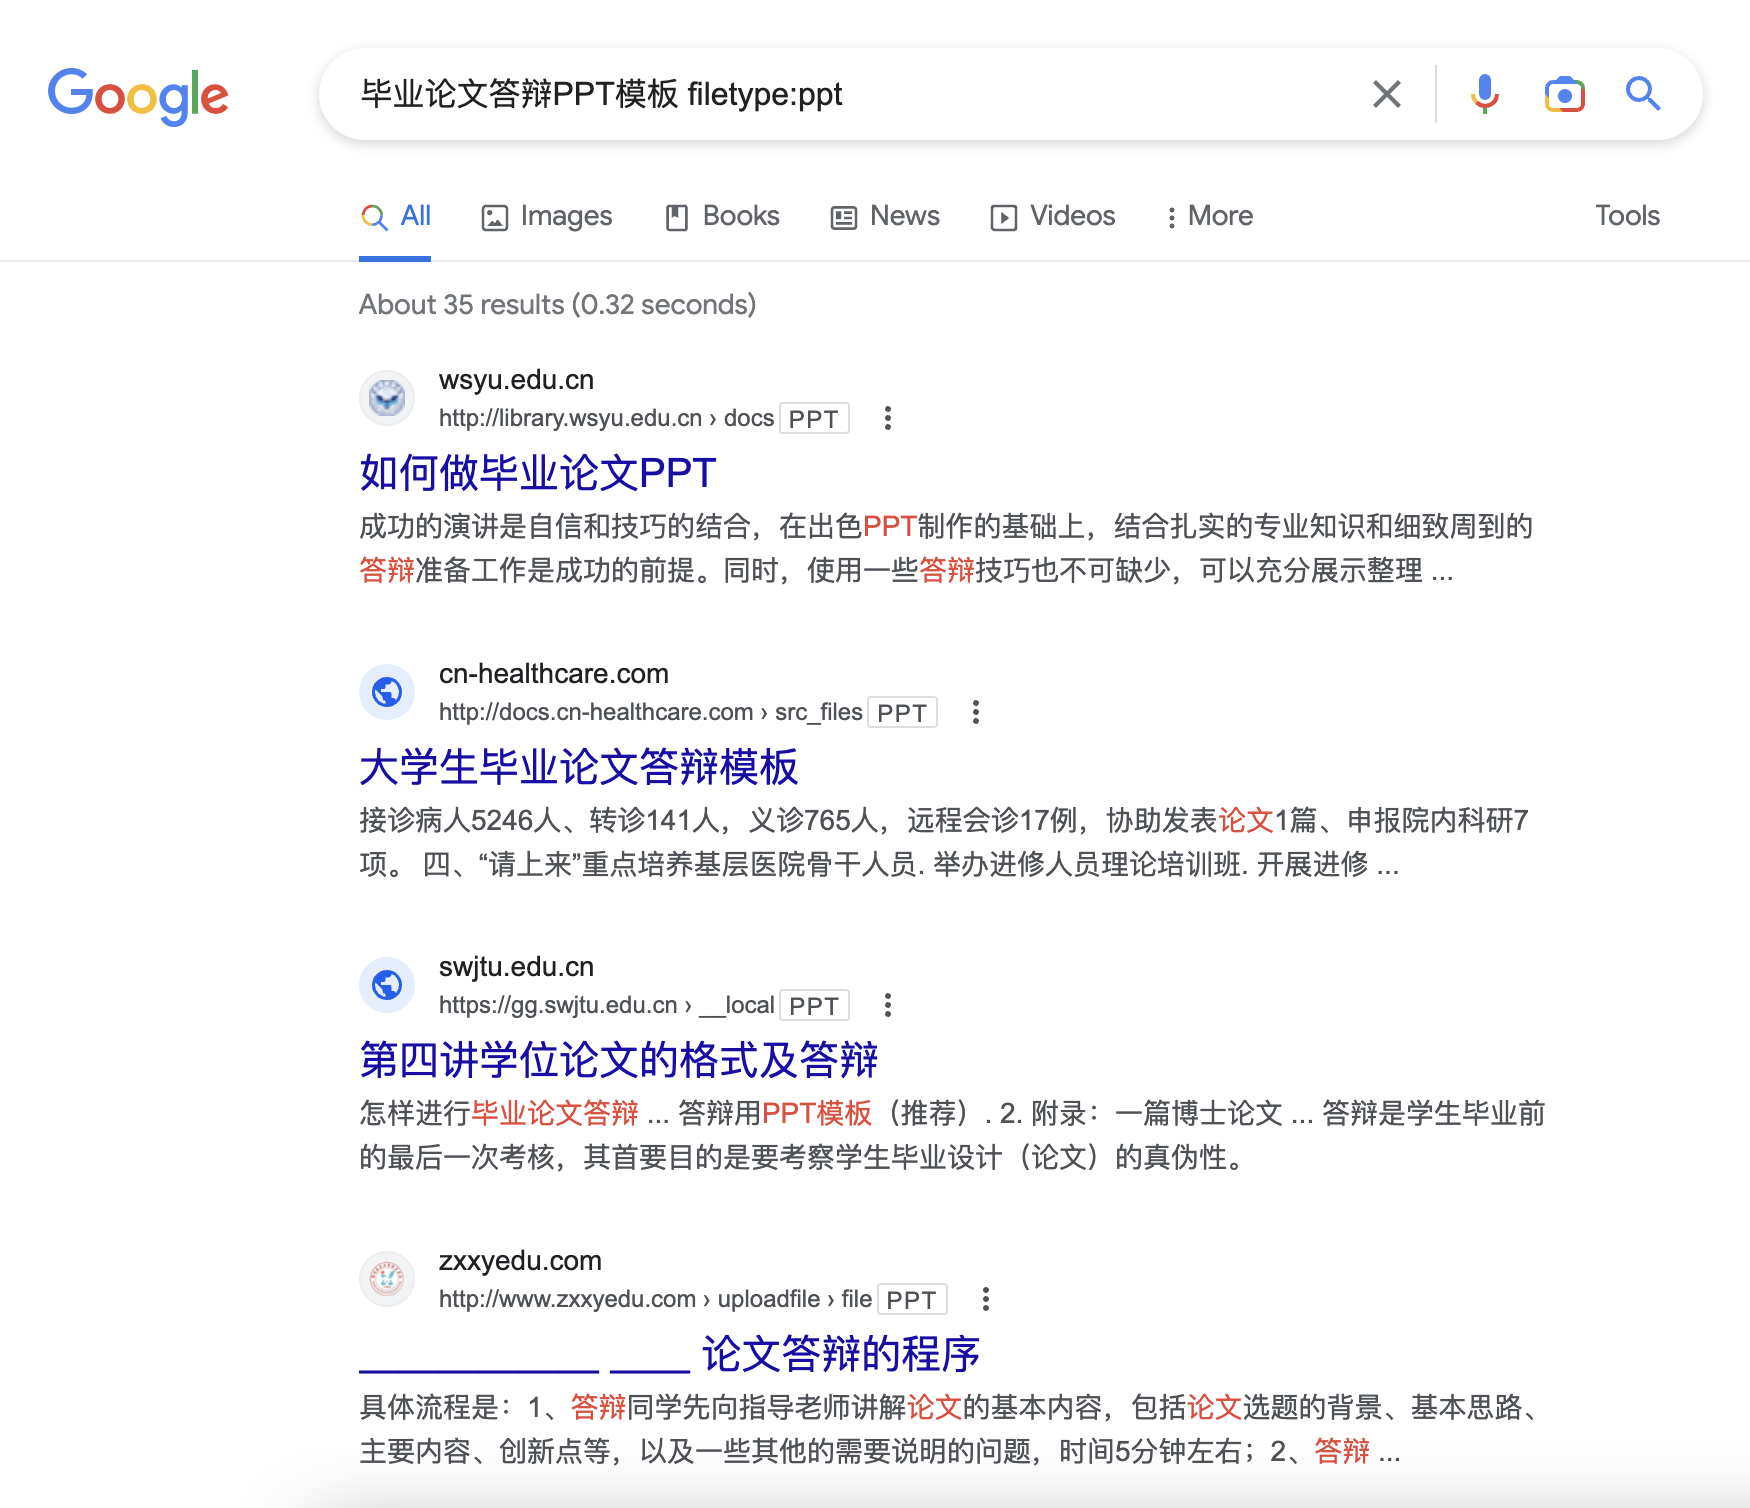 Google
毕业论文答辩PPT模板 filetype:ppt
All Images Books News Videos More Tools
About 35 results (0.32 seconds)
wsyu.edu.cn
http://library.wsyu.edu.cn › docs PPT
如何做毕业论文PPT
成功的演讲是自信和技巧的结合，在出色PPT制作的基础上，结合扎实的专业知识和细致周到的
答辩准备工作是成功的前提。同时，使用一些答辩技巧也不可缺少，可以充分展示整理 ...
cn-healthcare.com
http://docs.cn-healthcare.com › src_files PPT
大学生毕业论文答辩模板
接诊病人5246人、转诊141人，义诊765人，远程会诊17例，协助发表论文1篇、申报院内科研7
项。 四、“请上来”重点培养基层医院骨干人员. 举办进修人员理论培训班. 开展进修 ...
swjtu.edu.cn
https://gg.swjtu.edu.cn › __local PPT
第四讲学位论文的格式及答辩
怎样进行毕业论文答辩 ... 答辩用PPT模板（推荐）. 2. 附录：一篇博士论文 ... 答辩是学生毕业前
的最后一次考核，其首要目的是要考察学生毕业设计（论文）的真伪性。
zxxyedu.com
http://www.zxxyedu.com › uploadfile › file PPT
____________ ____ 论文答辩的程序
具体流程是：1、答辩同学先向指导老师讲解论文的基本内容，包括论文选题的背景、基本思路、
主要内容、创新点等，以及一些其他的需要说明的问题，时间5分钟左右；2、答辩 ...